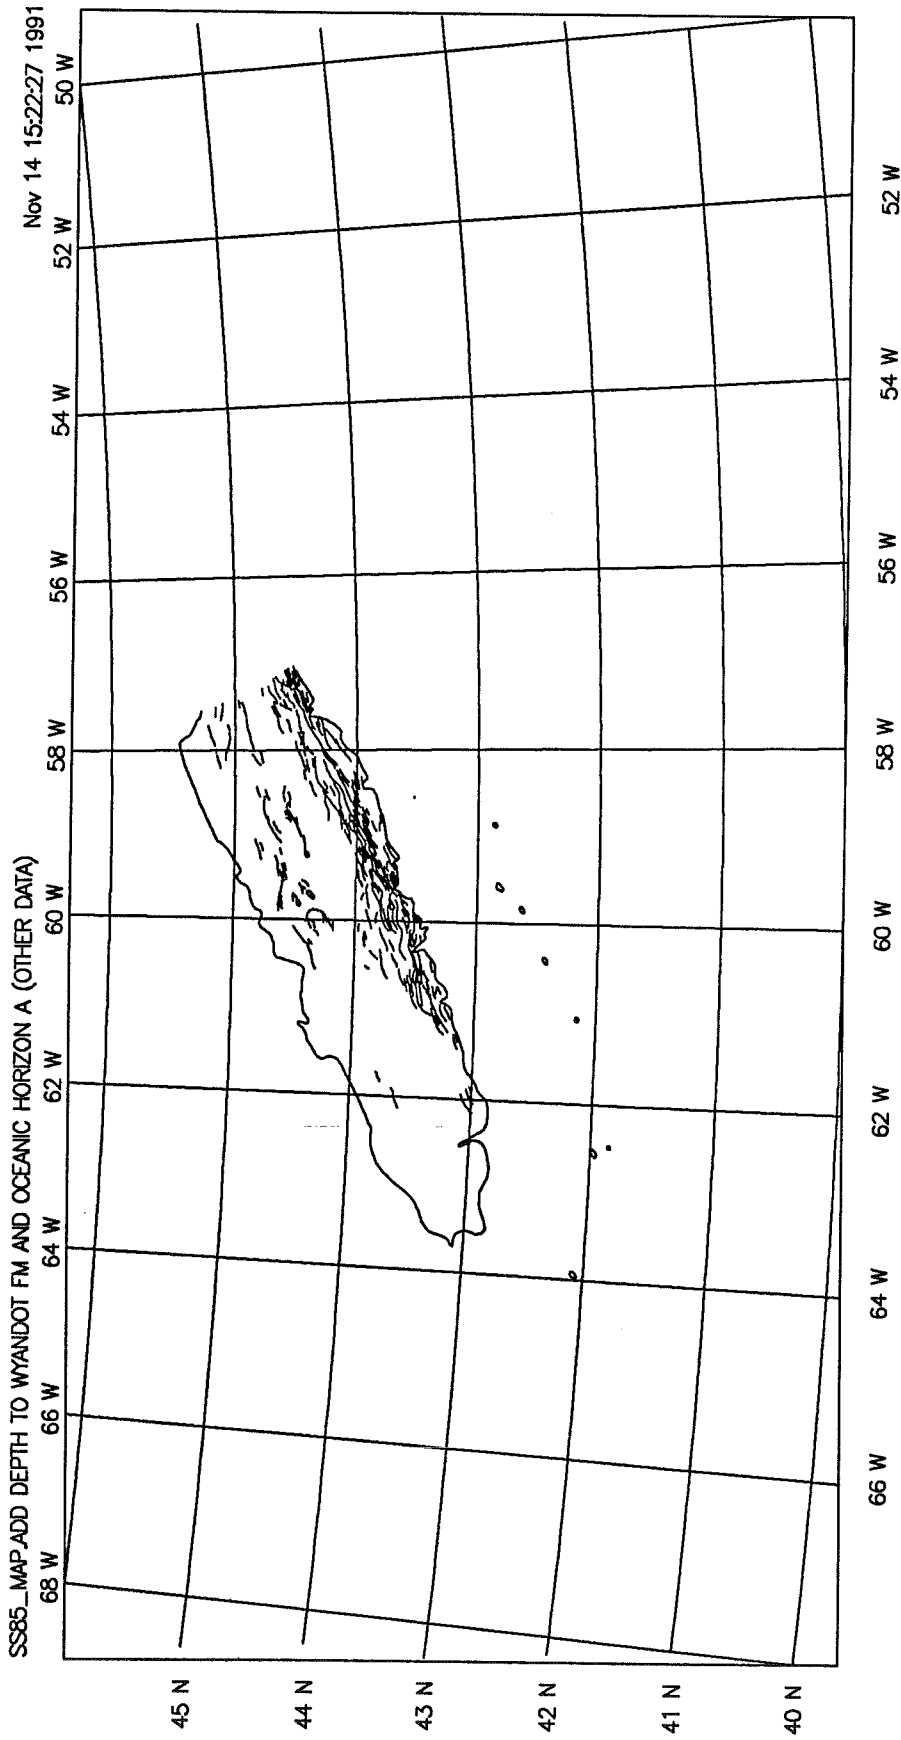 Nov 14 15:22:27 1991
SS85_MAP.ADD DEPTH TO WYANDOT FM AND OCEANIC HORIZON A (OTHER DATA)
68 W 66 W 64 W 62 W 60 W 58 W 56 W 54 W 52 W 50 W
45 N
44 N
43 N
42 N
41 N
40 N
66 W 64 W 62 W 60 W 58 W 56 W 54 W 52 W